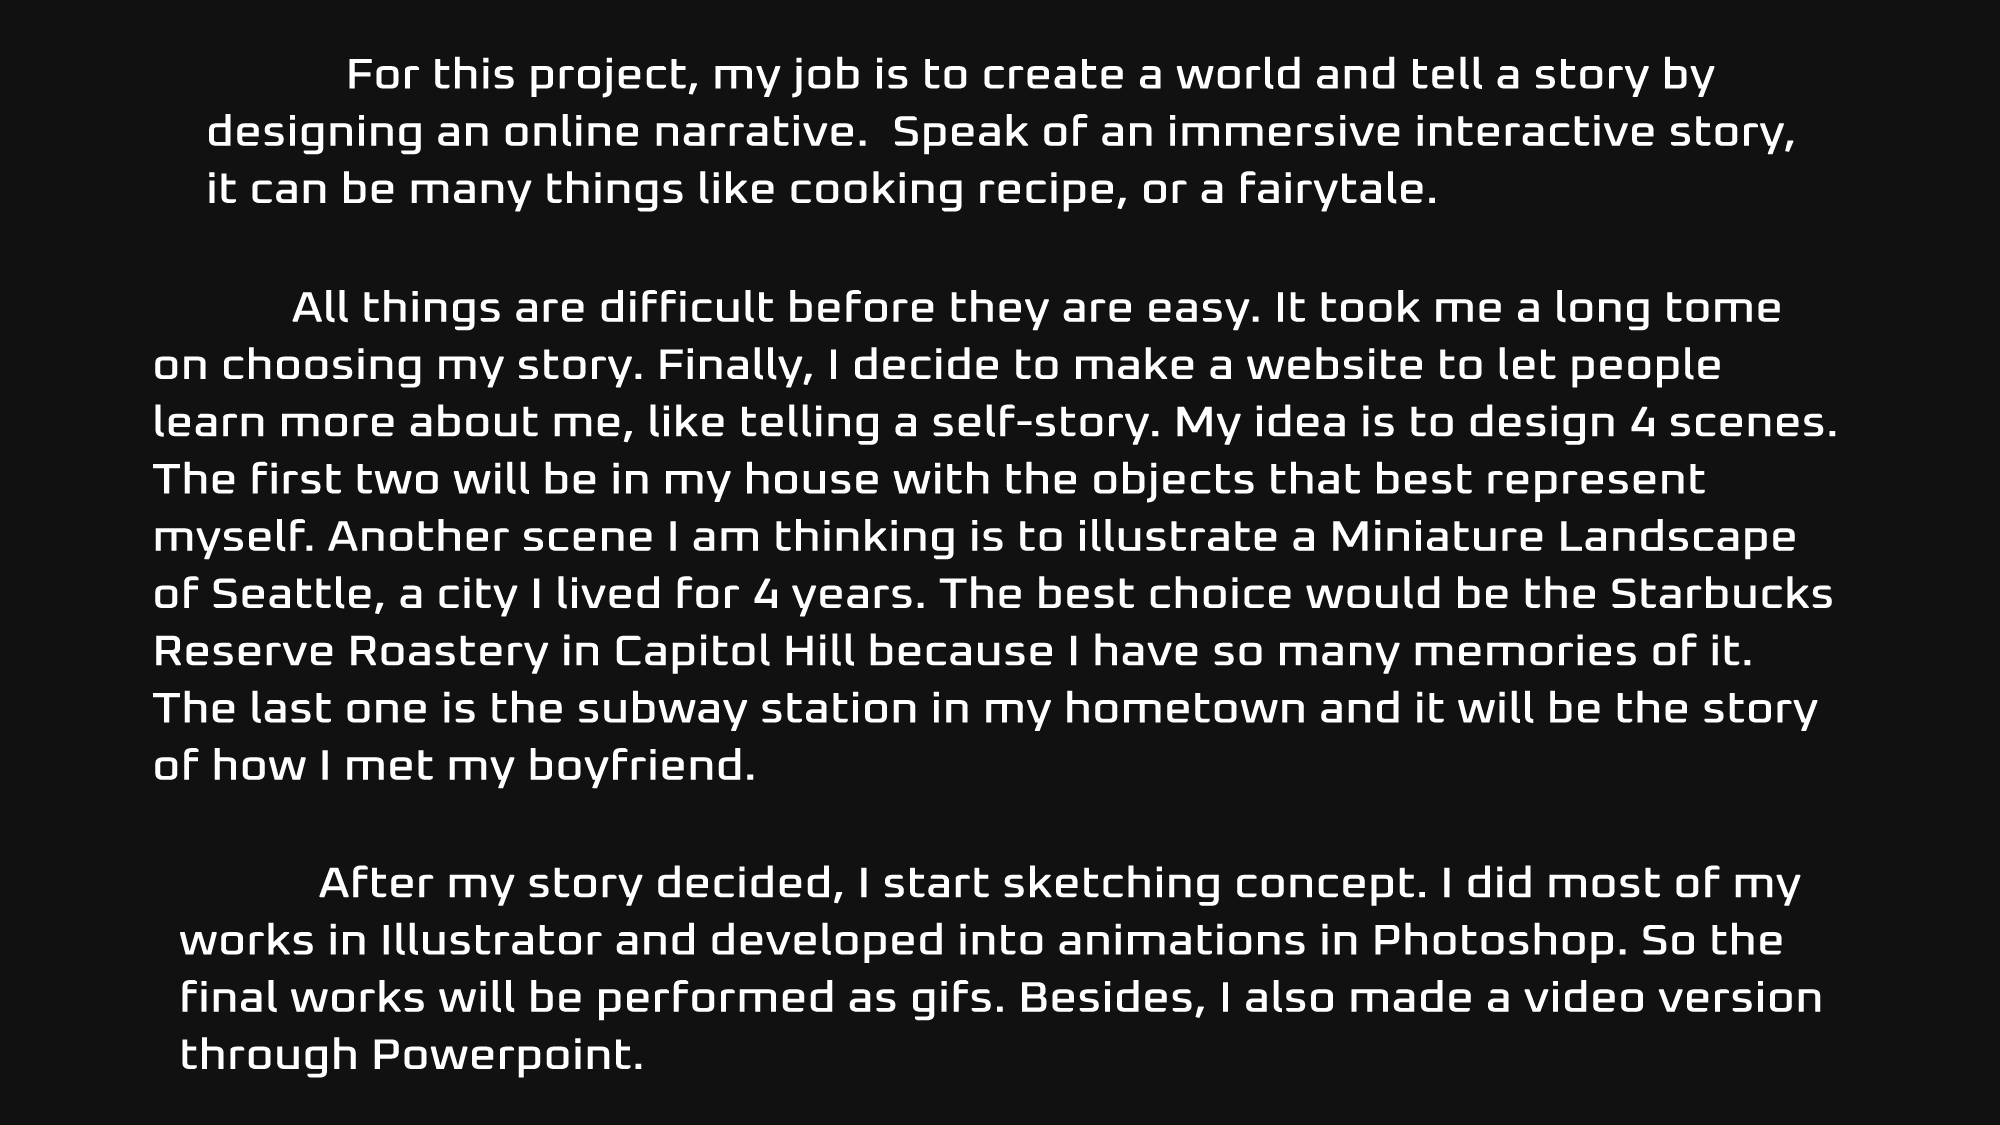 For this project, my job is to create a world and tell a story by
designing an online narrative.  Speak of an immersive interactive story,
it can be many things like cooking recipe, or a fairytale.
All things are difficult before they are easy. It took me a long tome
on choosing my story. Finally, I decide to make a website to let people
learn more about me, like telling a self-story. My idea is to design 4 scenes.
The first two will be in my house with the objects that best represent
myself. Another scene I am thinking is to illustrate a Miniature Landscape
of Seattle, a city I lived for 4 years. The best choice would be the Starbucks
Reserve Roastery in Capitol Hill because I have so many memories of it.
The last one is the subway station in my hometown and it will be the story
of how I met my boyfriend.
After my story decided, I start sketching concept. I did most of my
works in Illustrator and developed into animations in Photoshop. So the
final works will be performed as gifs. Besides, I also made a video version
through Powerpoint.